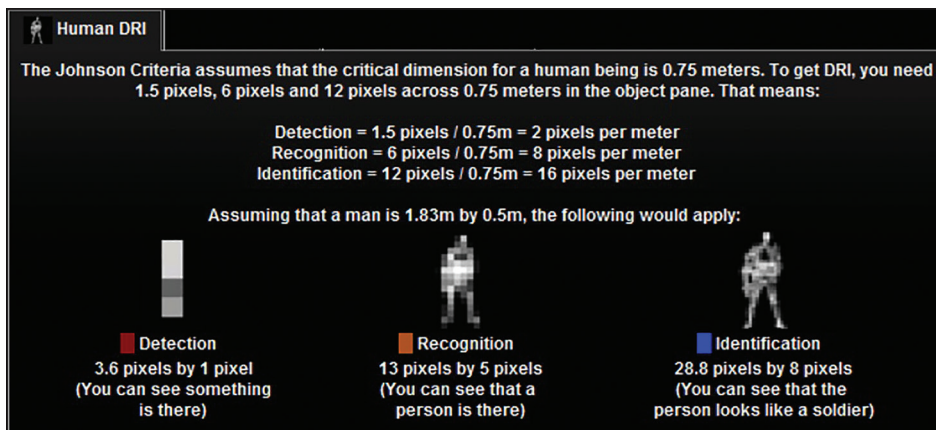 Human DRI
The Johnson Criteria assumes that the critical dimension for a human being is 0.75 meters. To get DRI, you need
1.5 pixels, 6 pixels and 12 pixels across 0.75 meters in the object pane. That means:
Detection = 1.5 pixels / 0.75m = 2 pixels per meter
Recognition = 6 pixels / 0.75m = 8 pixels per meter
Identification = 12 pixels / 0.75m = 16 pixels per meter
Assuming that a man is 1.83m by 0.5m, the following would apply:
Detection
3.6 pixels by 1 pixel
(You can see something
is there)
Recognition
13 pixels by 5 pixels
(You can see that a
person is there)
Identification
28.8 pixels by 8 pixels
(You can see that the
person looks like a soldier)